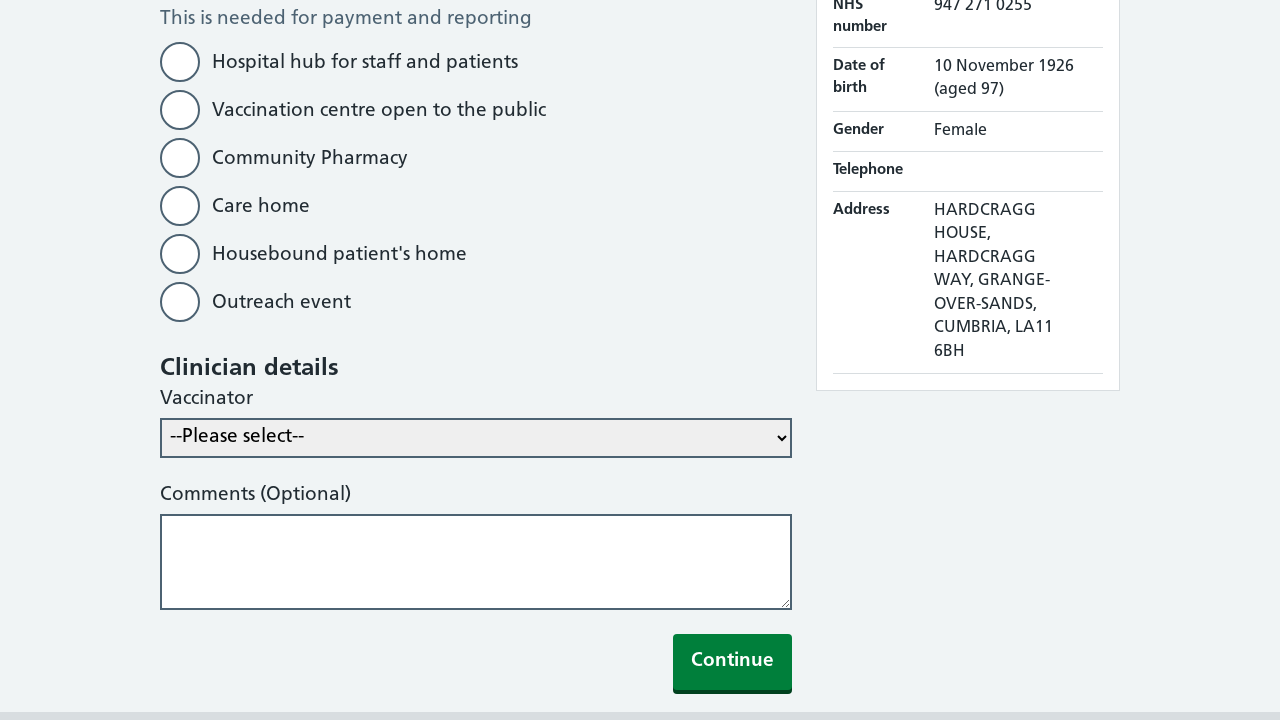 This is needed for payment and reporting
Hospital hub for staff and patients
Vaccination centre open to the public
Community Pharmacy
Care home
Housebound patient's home
Outreach event
Clinician details
Vaccinator
--Please select--
Comments (Optional)
Continue
NHS number 947 271 0255
Date of birth 10 November 1926 (aged 97)
Gender Female
Telephone
Address HARDCRAGG
HOUSE,
HARDCRAGG
WAY, GRANGE-
OVER-SANDS,
CUMBRIA, LA11
6BH